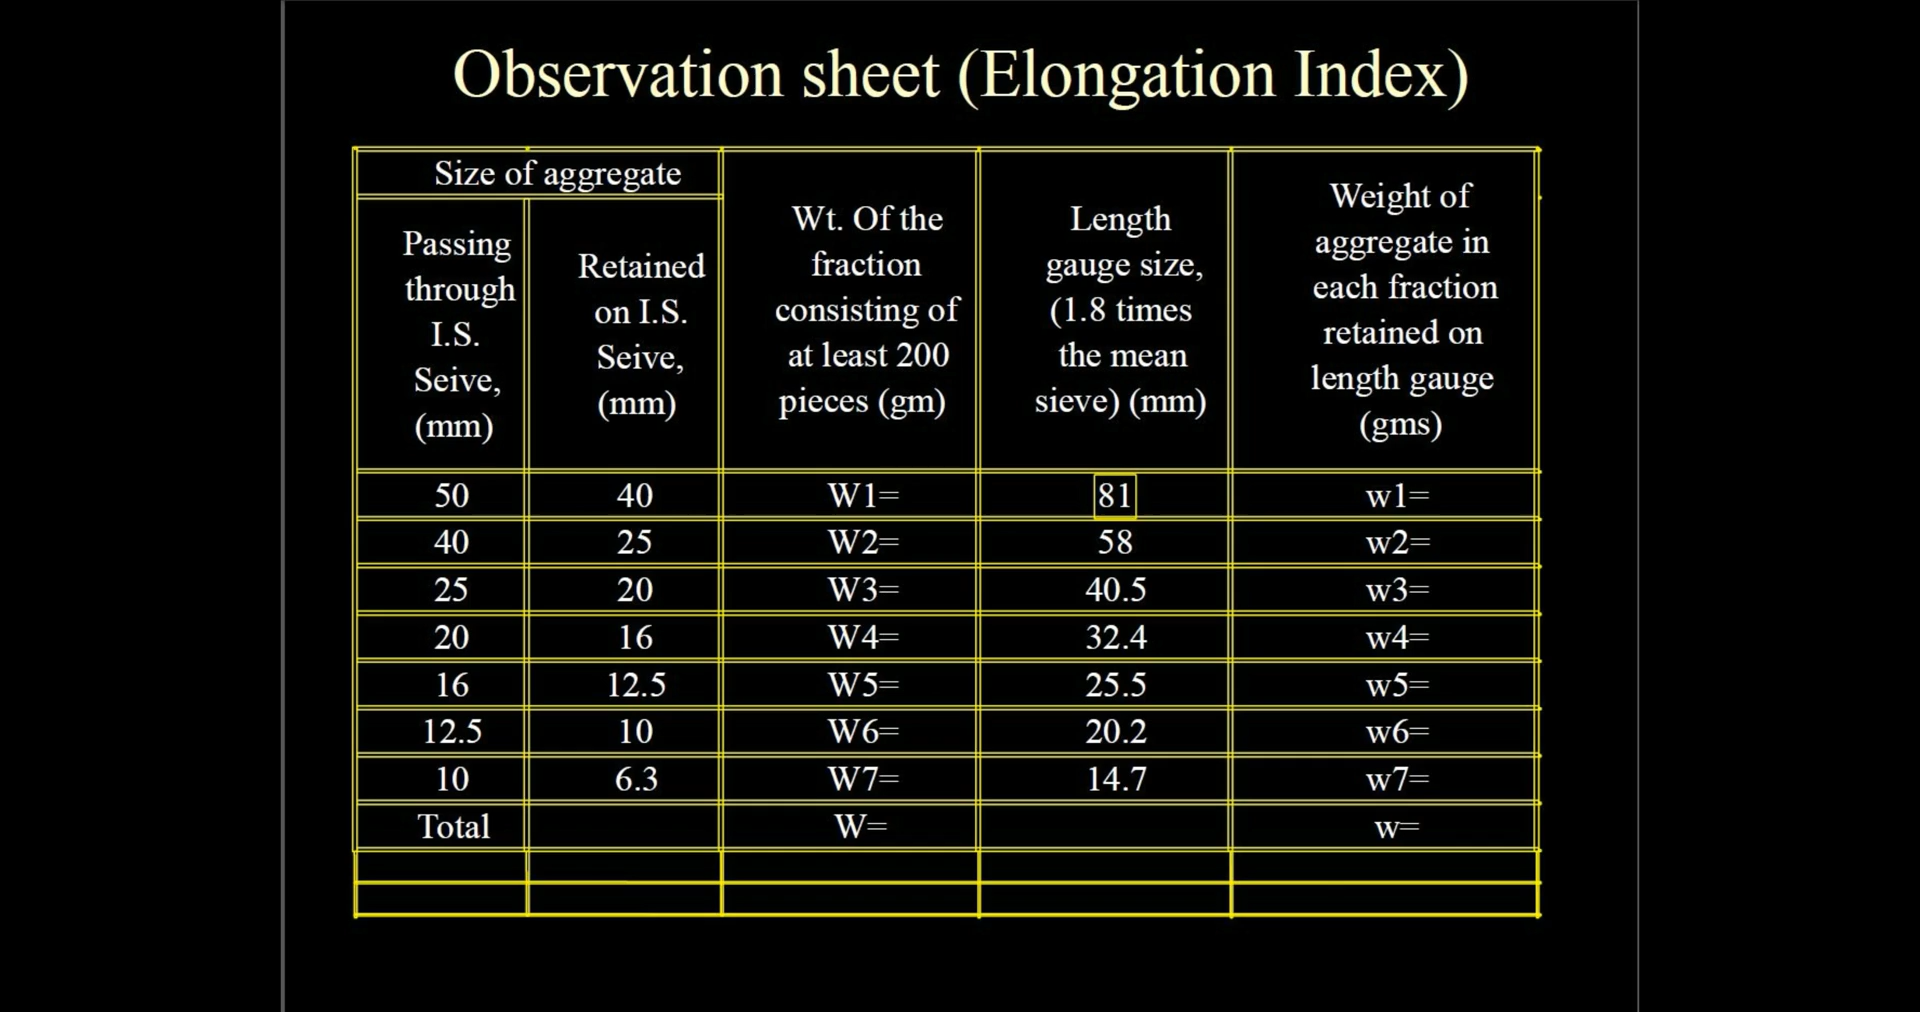 Observation sheet (Elongation Index)
Size of aggregate
Passing
through
I.S.
Seive,
(mm)
Retained
on I.S.
Seive,
(mm)
Wt. Of the
fraction
consisting of
at least 200
pieces (gm)
Length
gauge size,
(1.8 times
the mean
sieve) (mm)
Weight of
aggregate in
each fraction
retained on
length gauge
(gms)
50 40 W1= 81 w1=
40 25 W2= 58 w2=
25 20 W3= 40.5 w3=
20 16 W4= 32.4 w4=
16 12.5 W5= 25.5 w5=
12.5 10 W6= 20.2 w6=
10 6.3 W7= 14.7 w7=
Total W= w=